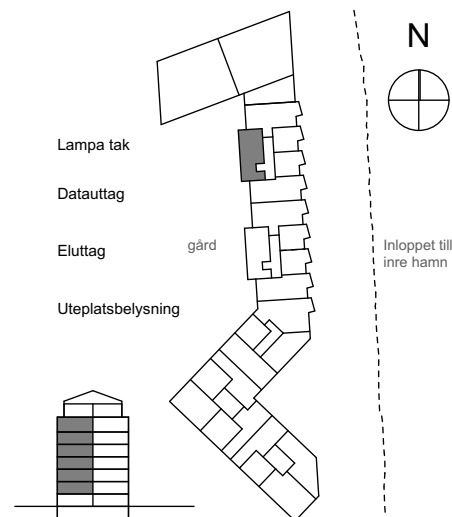 N
Lampa tak
Datauttag
Eluttag
gård
Inloppet till
inre hamn
Uteplatsbelysning